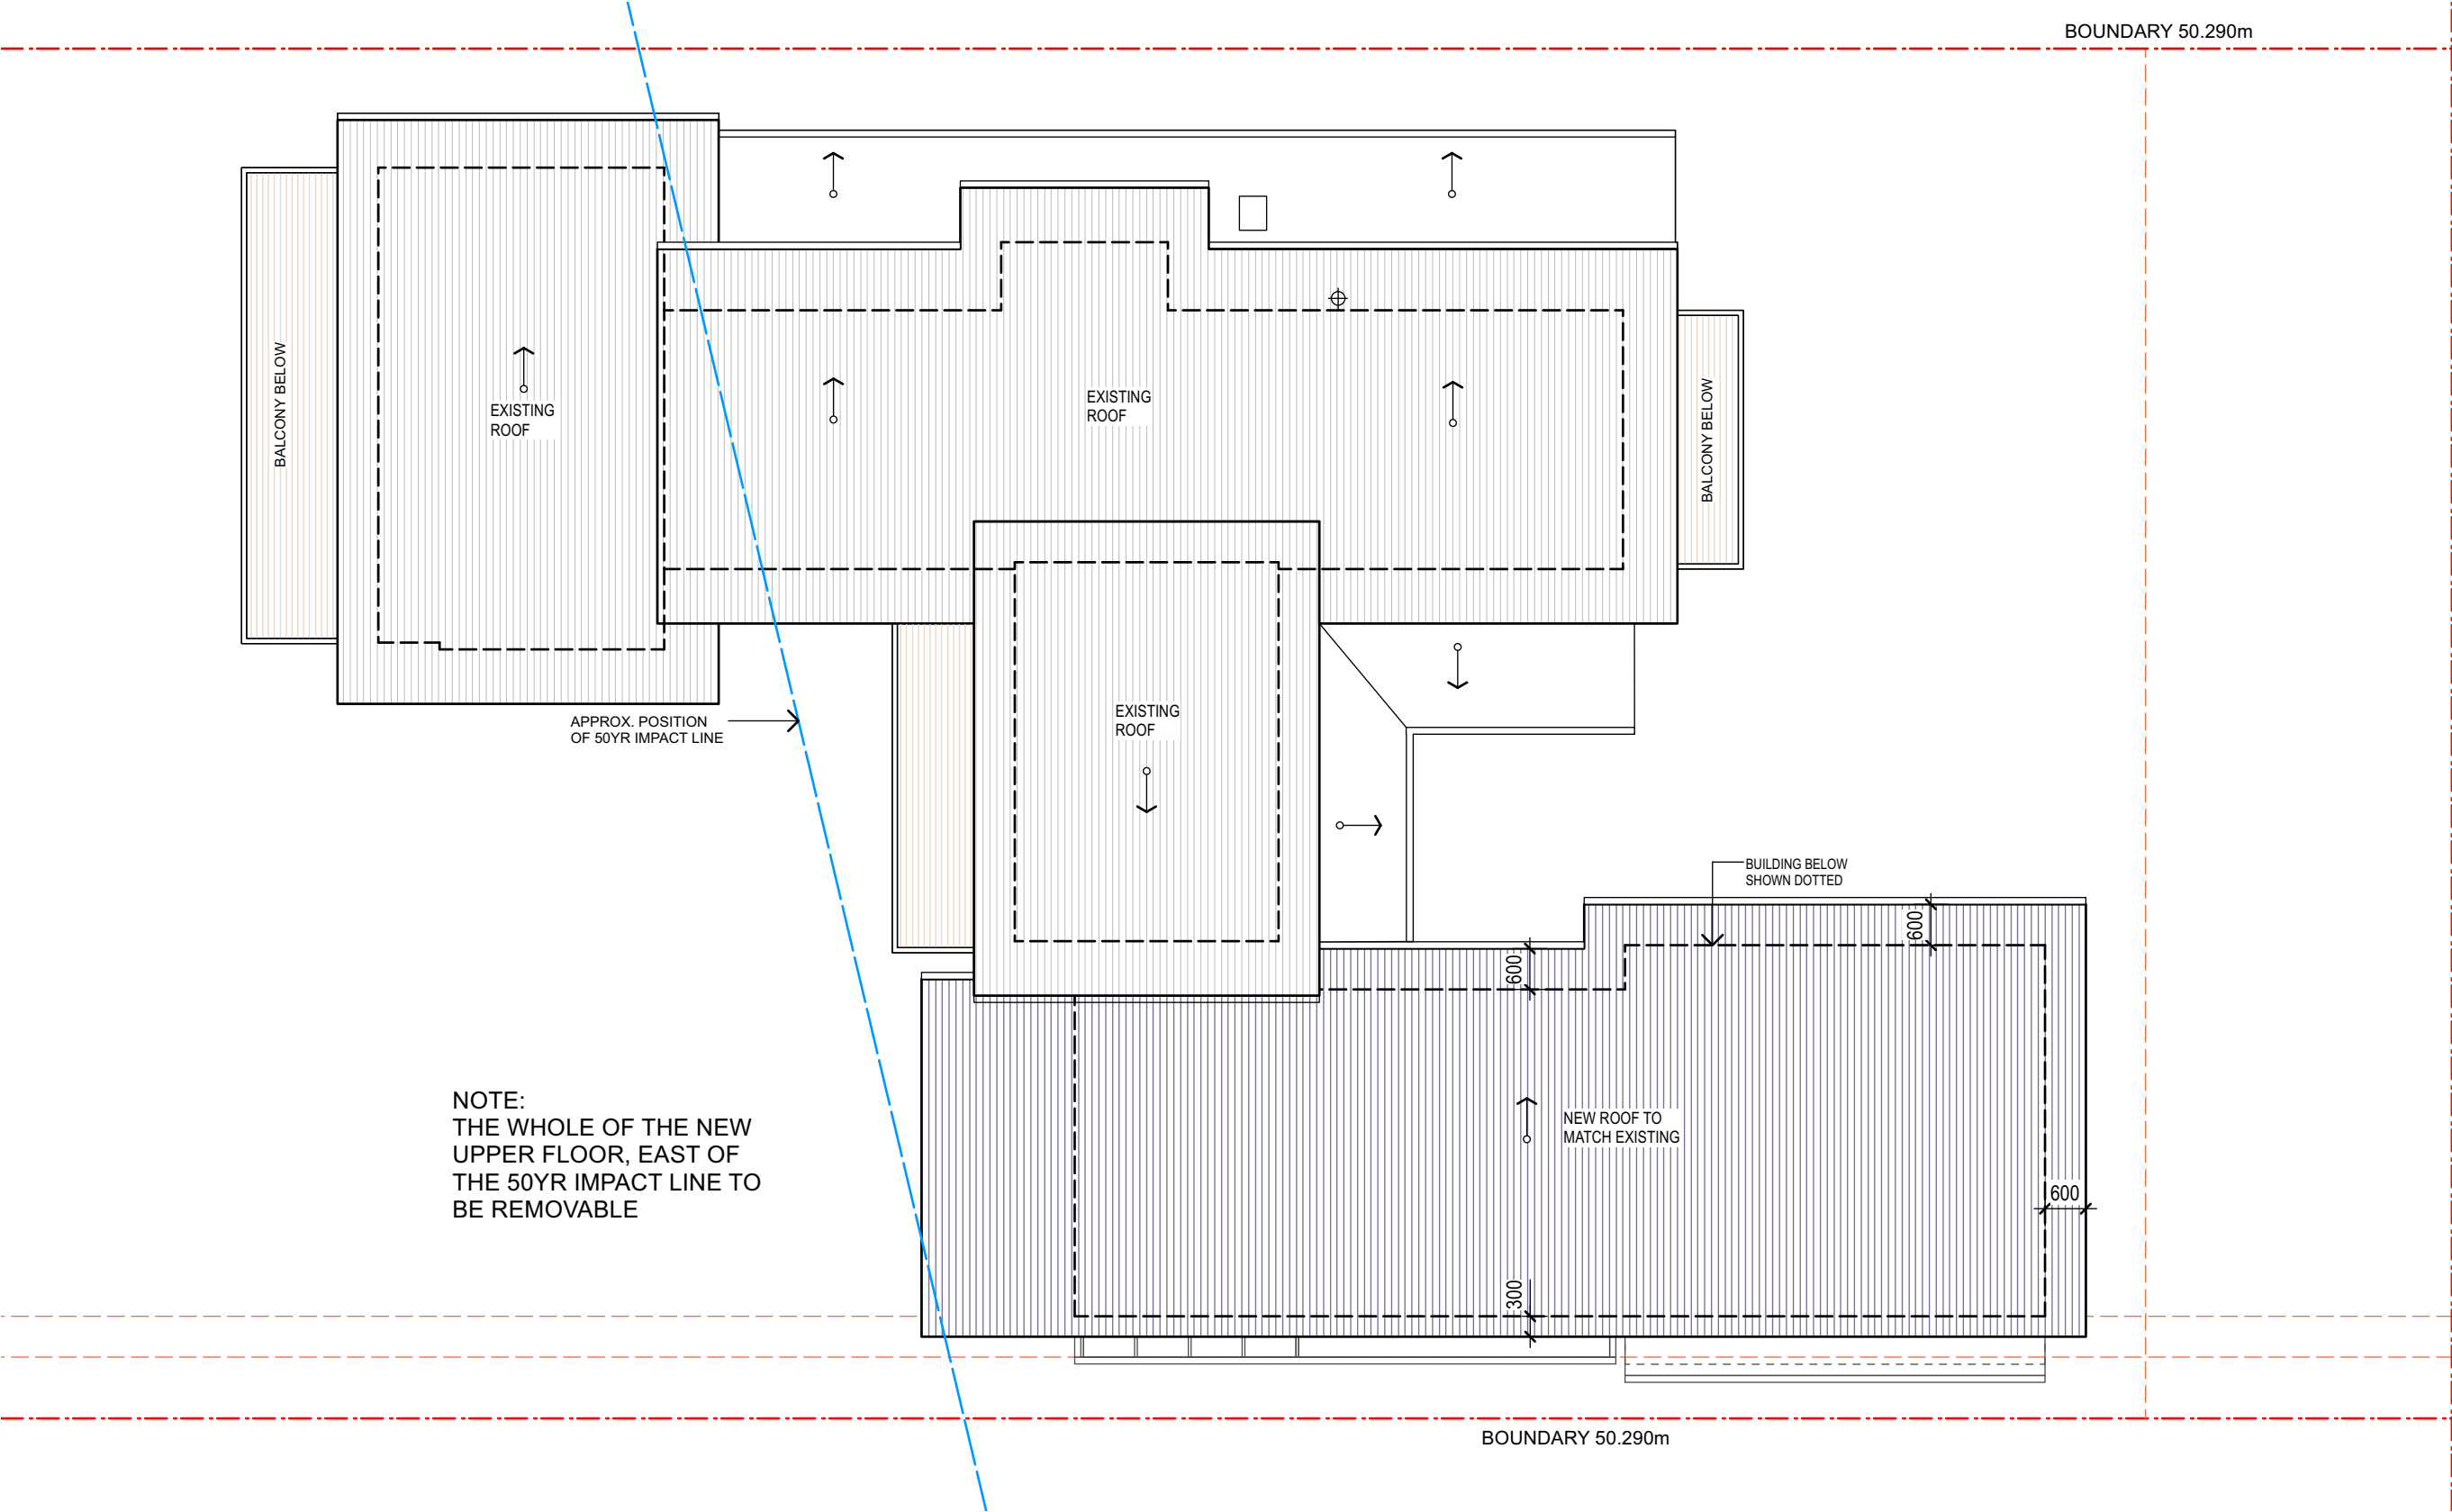 BOUNDARY 50.290m
BALCONY BELOW
EXISTING
ROOF
EXISTING
ROOF
BALCONY BELOW
APPROX. POSITION
OF 50YR IMPACT LINE
EXISTING
ROOF
BUILDING BELOW
SHOWN DOTTED
600
600
NOTE:
THE WHOLE OF THE NEW
UPPER FLOOR, EAST OF
THE 50YR IMPACT LINE TO
BE REMOVABLE
NEW ROOF TO
MATCH EXISTING
600
300
BOUNDARY 50.290m